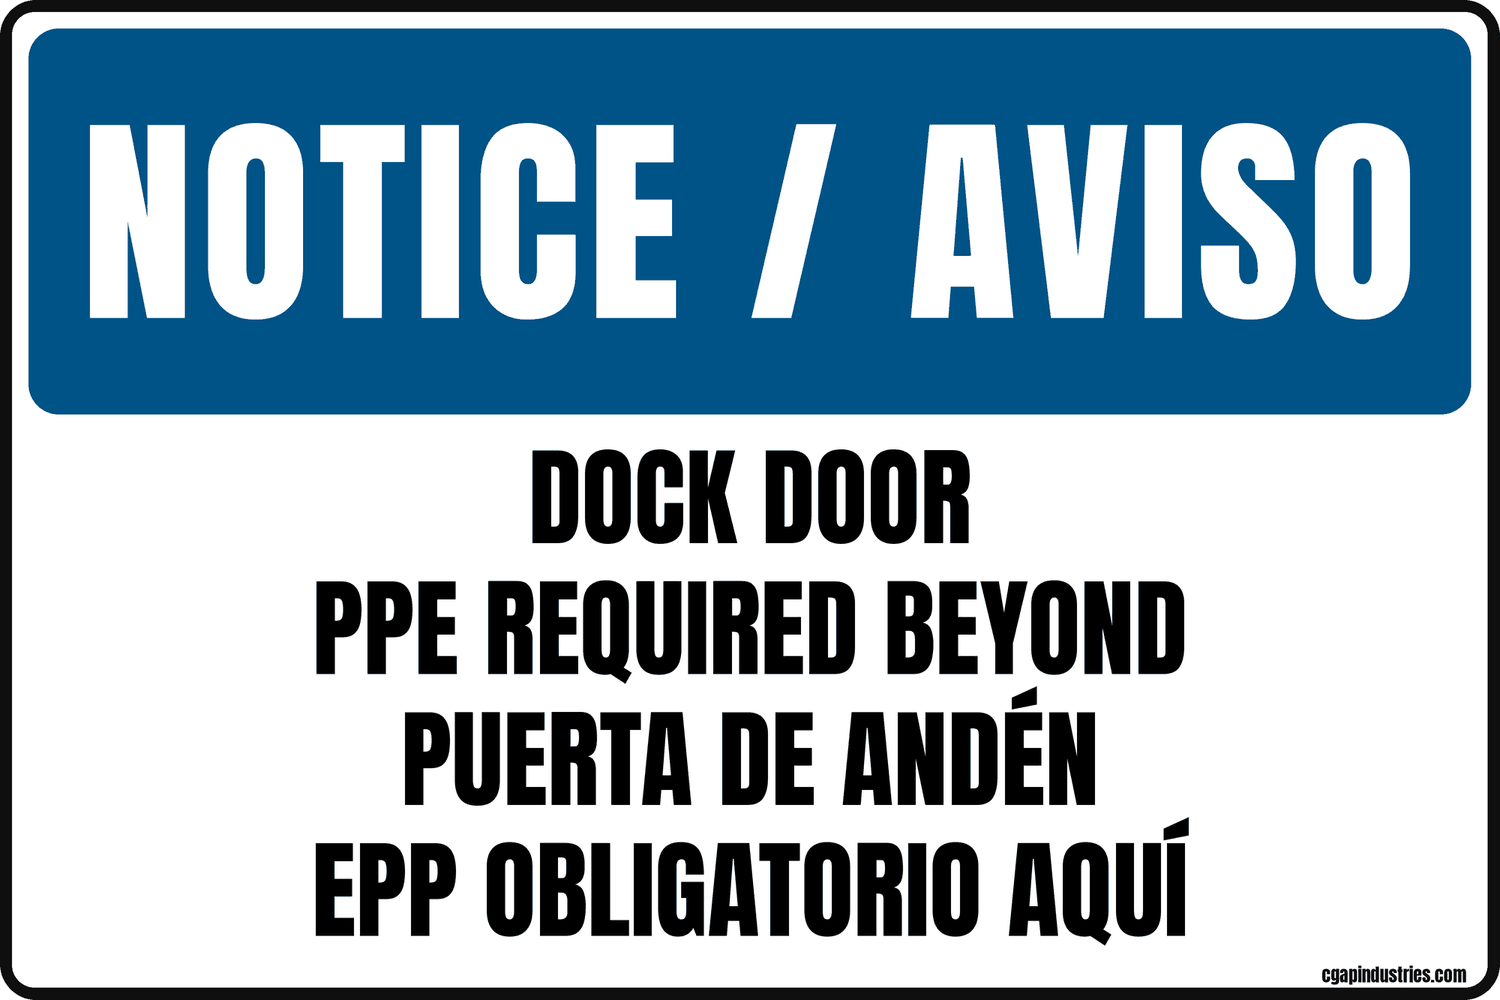 NOTICE / AVISO
DOCK DOOR
PPE REQUIRED BEYOND
PUERTA DE ANDÉN
EPP OBLIGATORIO AQUÍ
cgapindustries.com